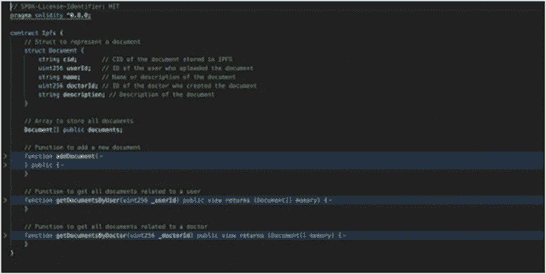 // SPDX-License-Identifier: MIT
pragma solidity ^0.8.0;
contract Ipfs {
// Struct to represent a document
struct Document {
string cid; // CID of the document stored in IPFS
uint256 userId; // ID of the user who uploaded the document
string name; // Name or description of the document
uint256 doctorId; // ID of the doctor who created the document
string description; // Description of the document
}
// Array to store all documents
Document[] public documents;
// Function to add a new document
function addDocument(
} public {
}
// Function to get all documents related to a user
function getDocumentsByUser(uint256 _userId) public view returns (Document[] memory) {
}
// Function to get all documents related to a doctor
function getDocumentsByDoctor(uint256 _doctorId) public view returns (Document[] memory) {
}
}